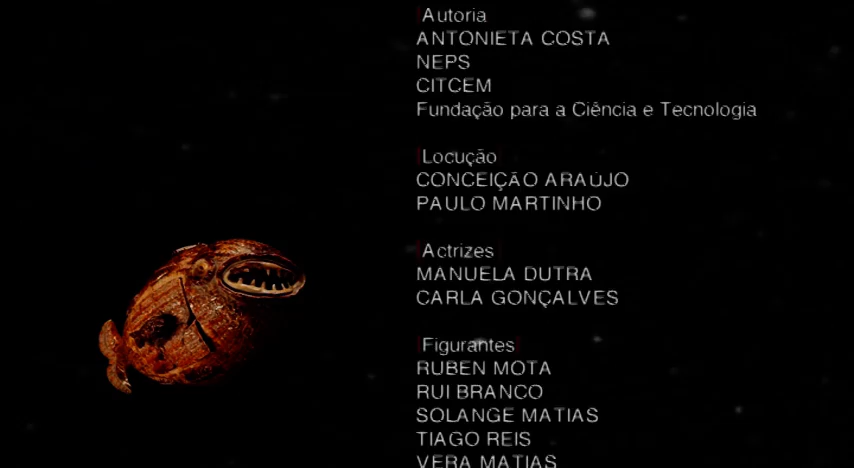 Autoria
ANTONIETA COSTA
NEPS
CITCEM
Fundação para a Ciência e Tecnologia
Locução
CONCEIÇÃO ARAÚJO
PAULO MARTINHO
Actrizes
MANUELA DUTRA
CARLA GONÇALVES
Figurantes
RUBEN MOTA
RUI BRANCO
SOLANGE MATIAS
TIAGO REIS
VERA MATIAS